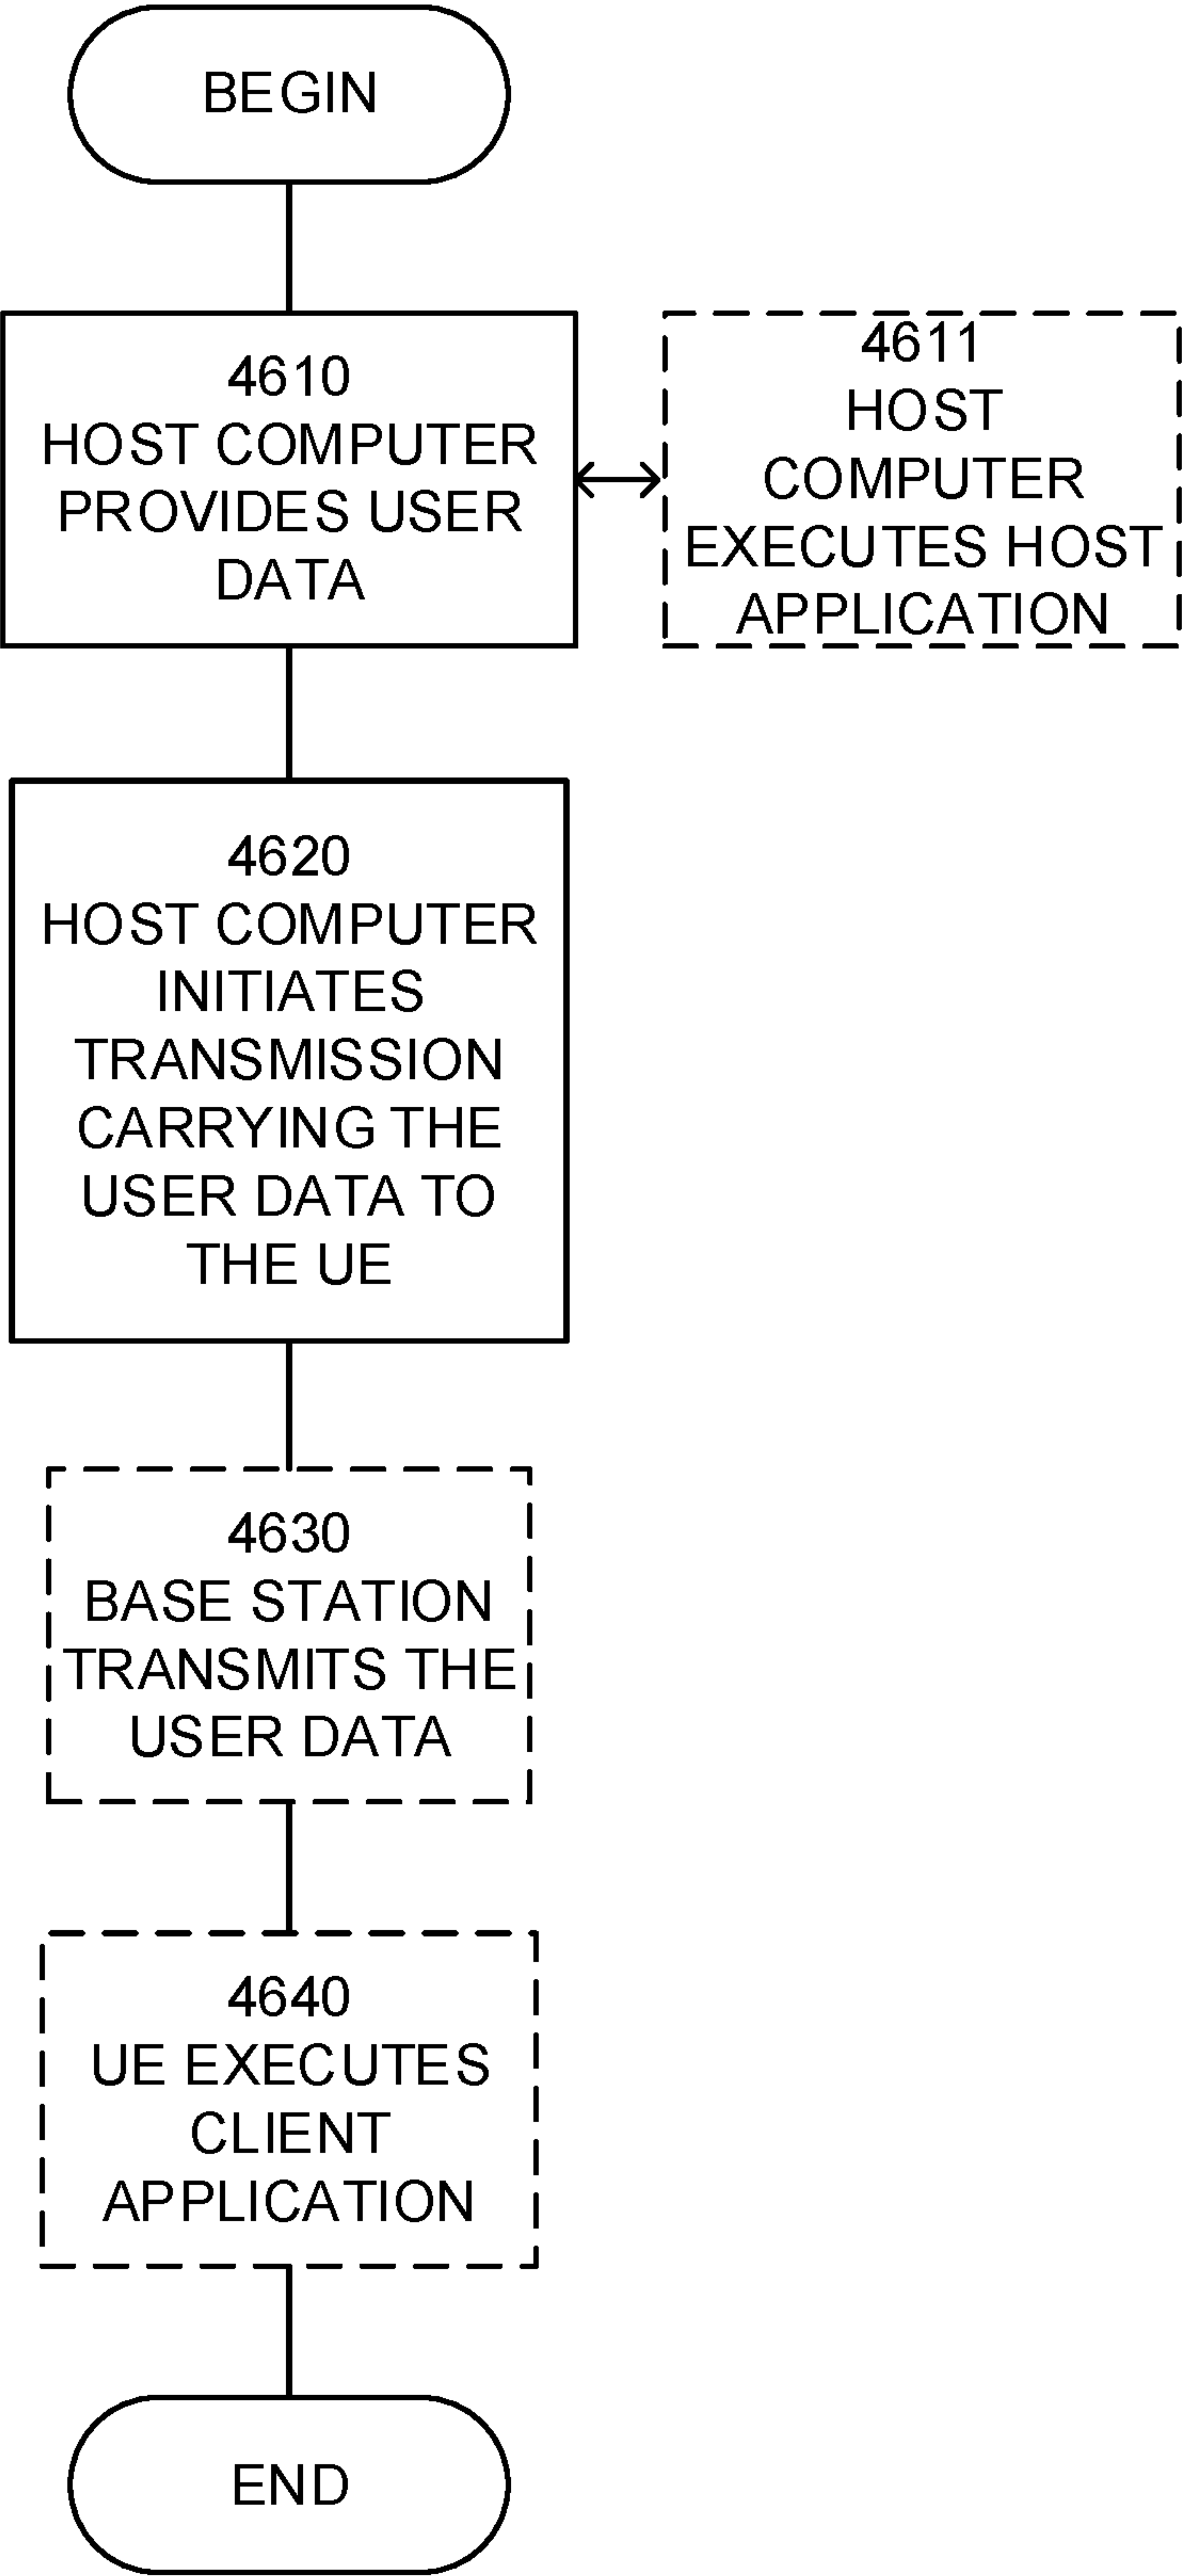 BEGIN
4610
HOST COMPUTER
PROVIDES USER
DATA
4611
HOST
COMPUTER
EXECUTES HOST
APPLICATION
4620
HOST COMPUTER
INITIATES
TRANSMISSION
CARRYING THE
USER DATA TO
THE UE
4630
BASE STATION
TRANSMITS THE
USER DATA
4640
UE EXECUTES
CLIENT
APPLICATION
END